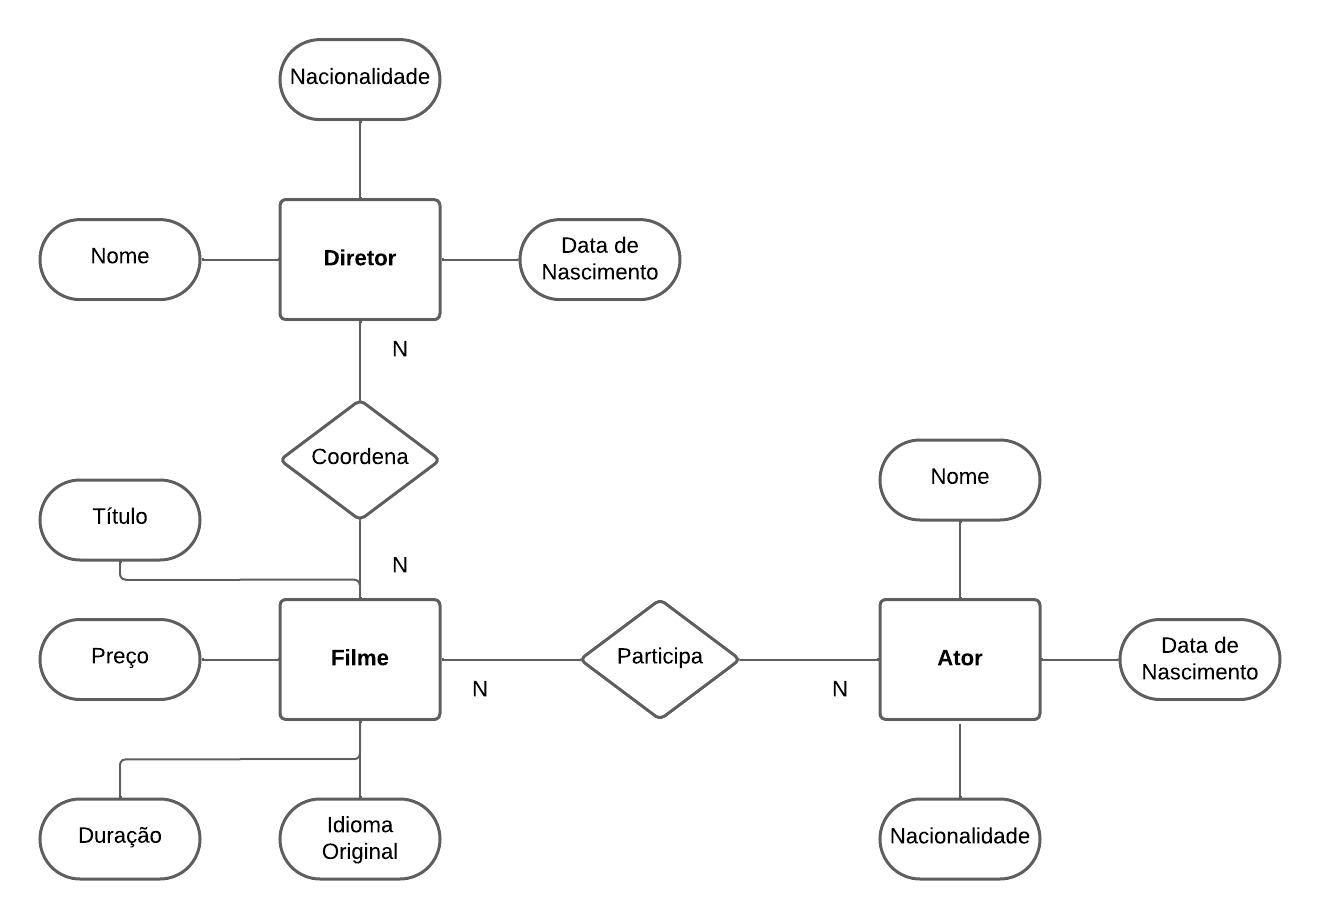 Nacionalidade
Nome
Diretor
Data de
Nascimento
N
Coordena
Nome
Título
N
Preço
Filme
Participa
Ator
Data de
Nascimento
N
N
Duração
Idioma
Original
Nacionalidade